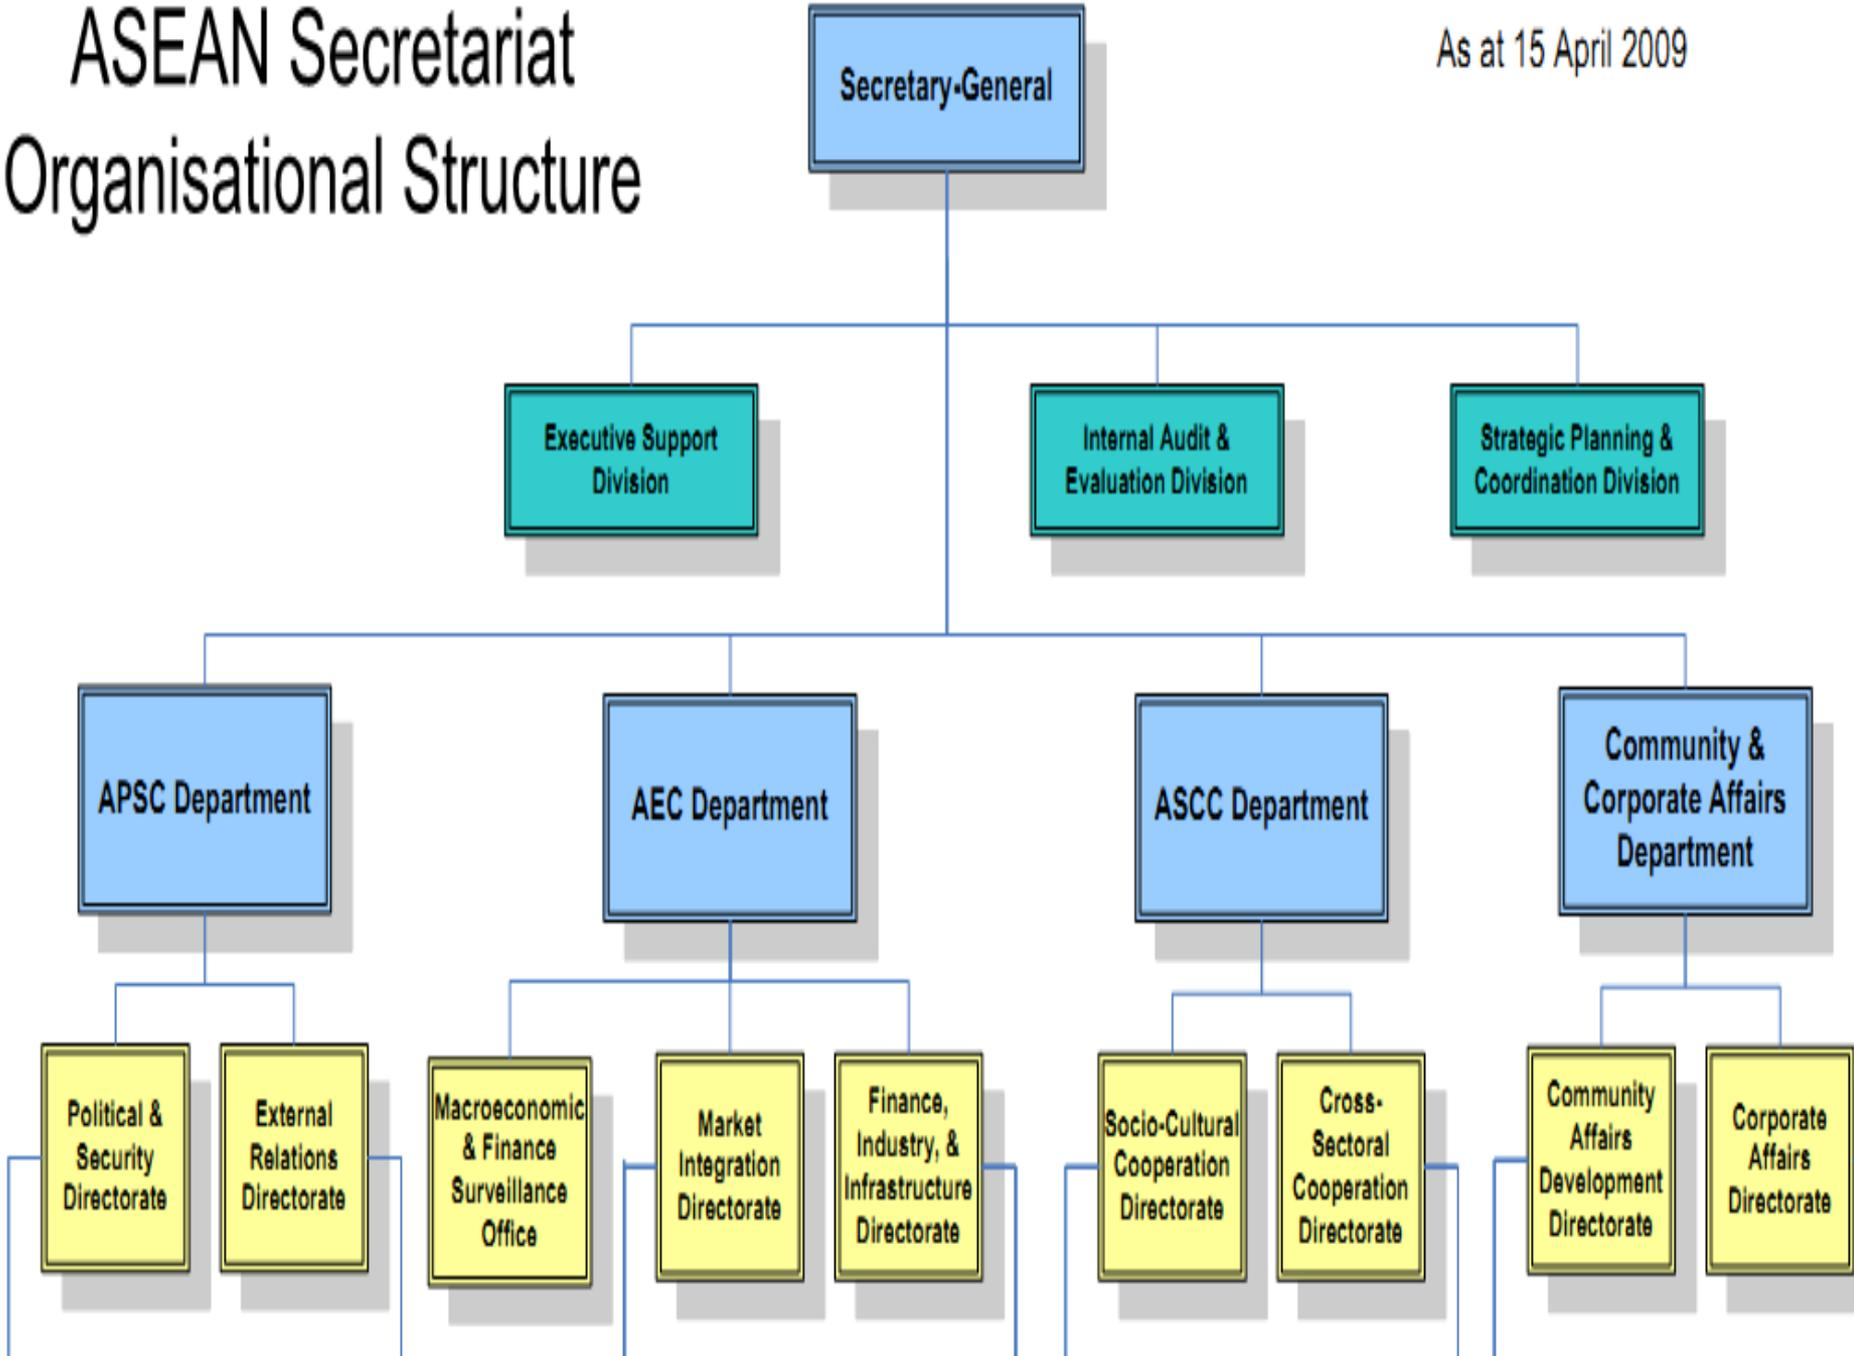 ASEAN Secretariat
Organisational Structure
Secretary-General
As at 15 April 2009
Executive Support
Division
Internal Audit &
Evaluation Division
Strategic Planning &
Coordination Division
APSC Department
AEC Department
ASCC Department
Community &
Corporate Affairs
Department
Political &
Security
Directorate
External
Relations
Directorate
Macroeconomic
& Finance
Surveillance
Office
Market
Integration
Directorate
Finance,
Industry, &
Infrastructure
Directorate
Socio-Cultural
Cooperation
Directorate
Cross-
Sectoral
Cooperation
Directorate
Community
Affairs
Development
Directorate
Corporate
Affairs
Directorate